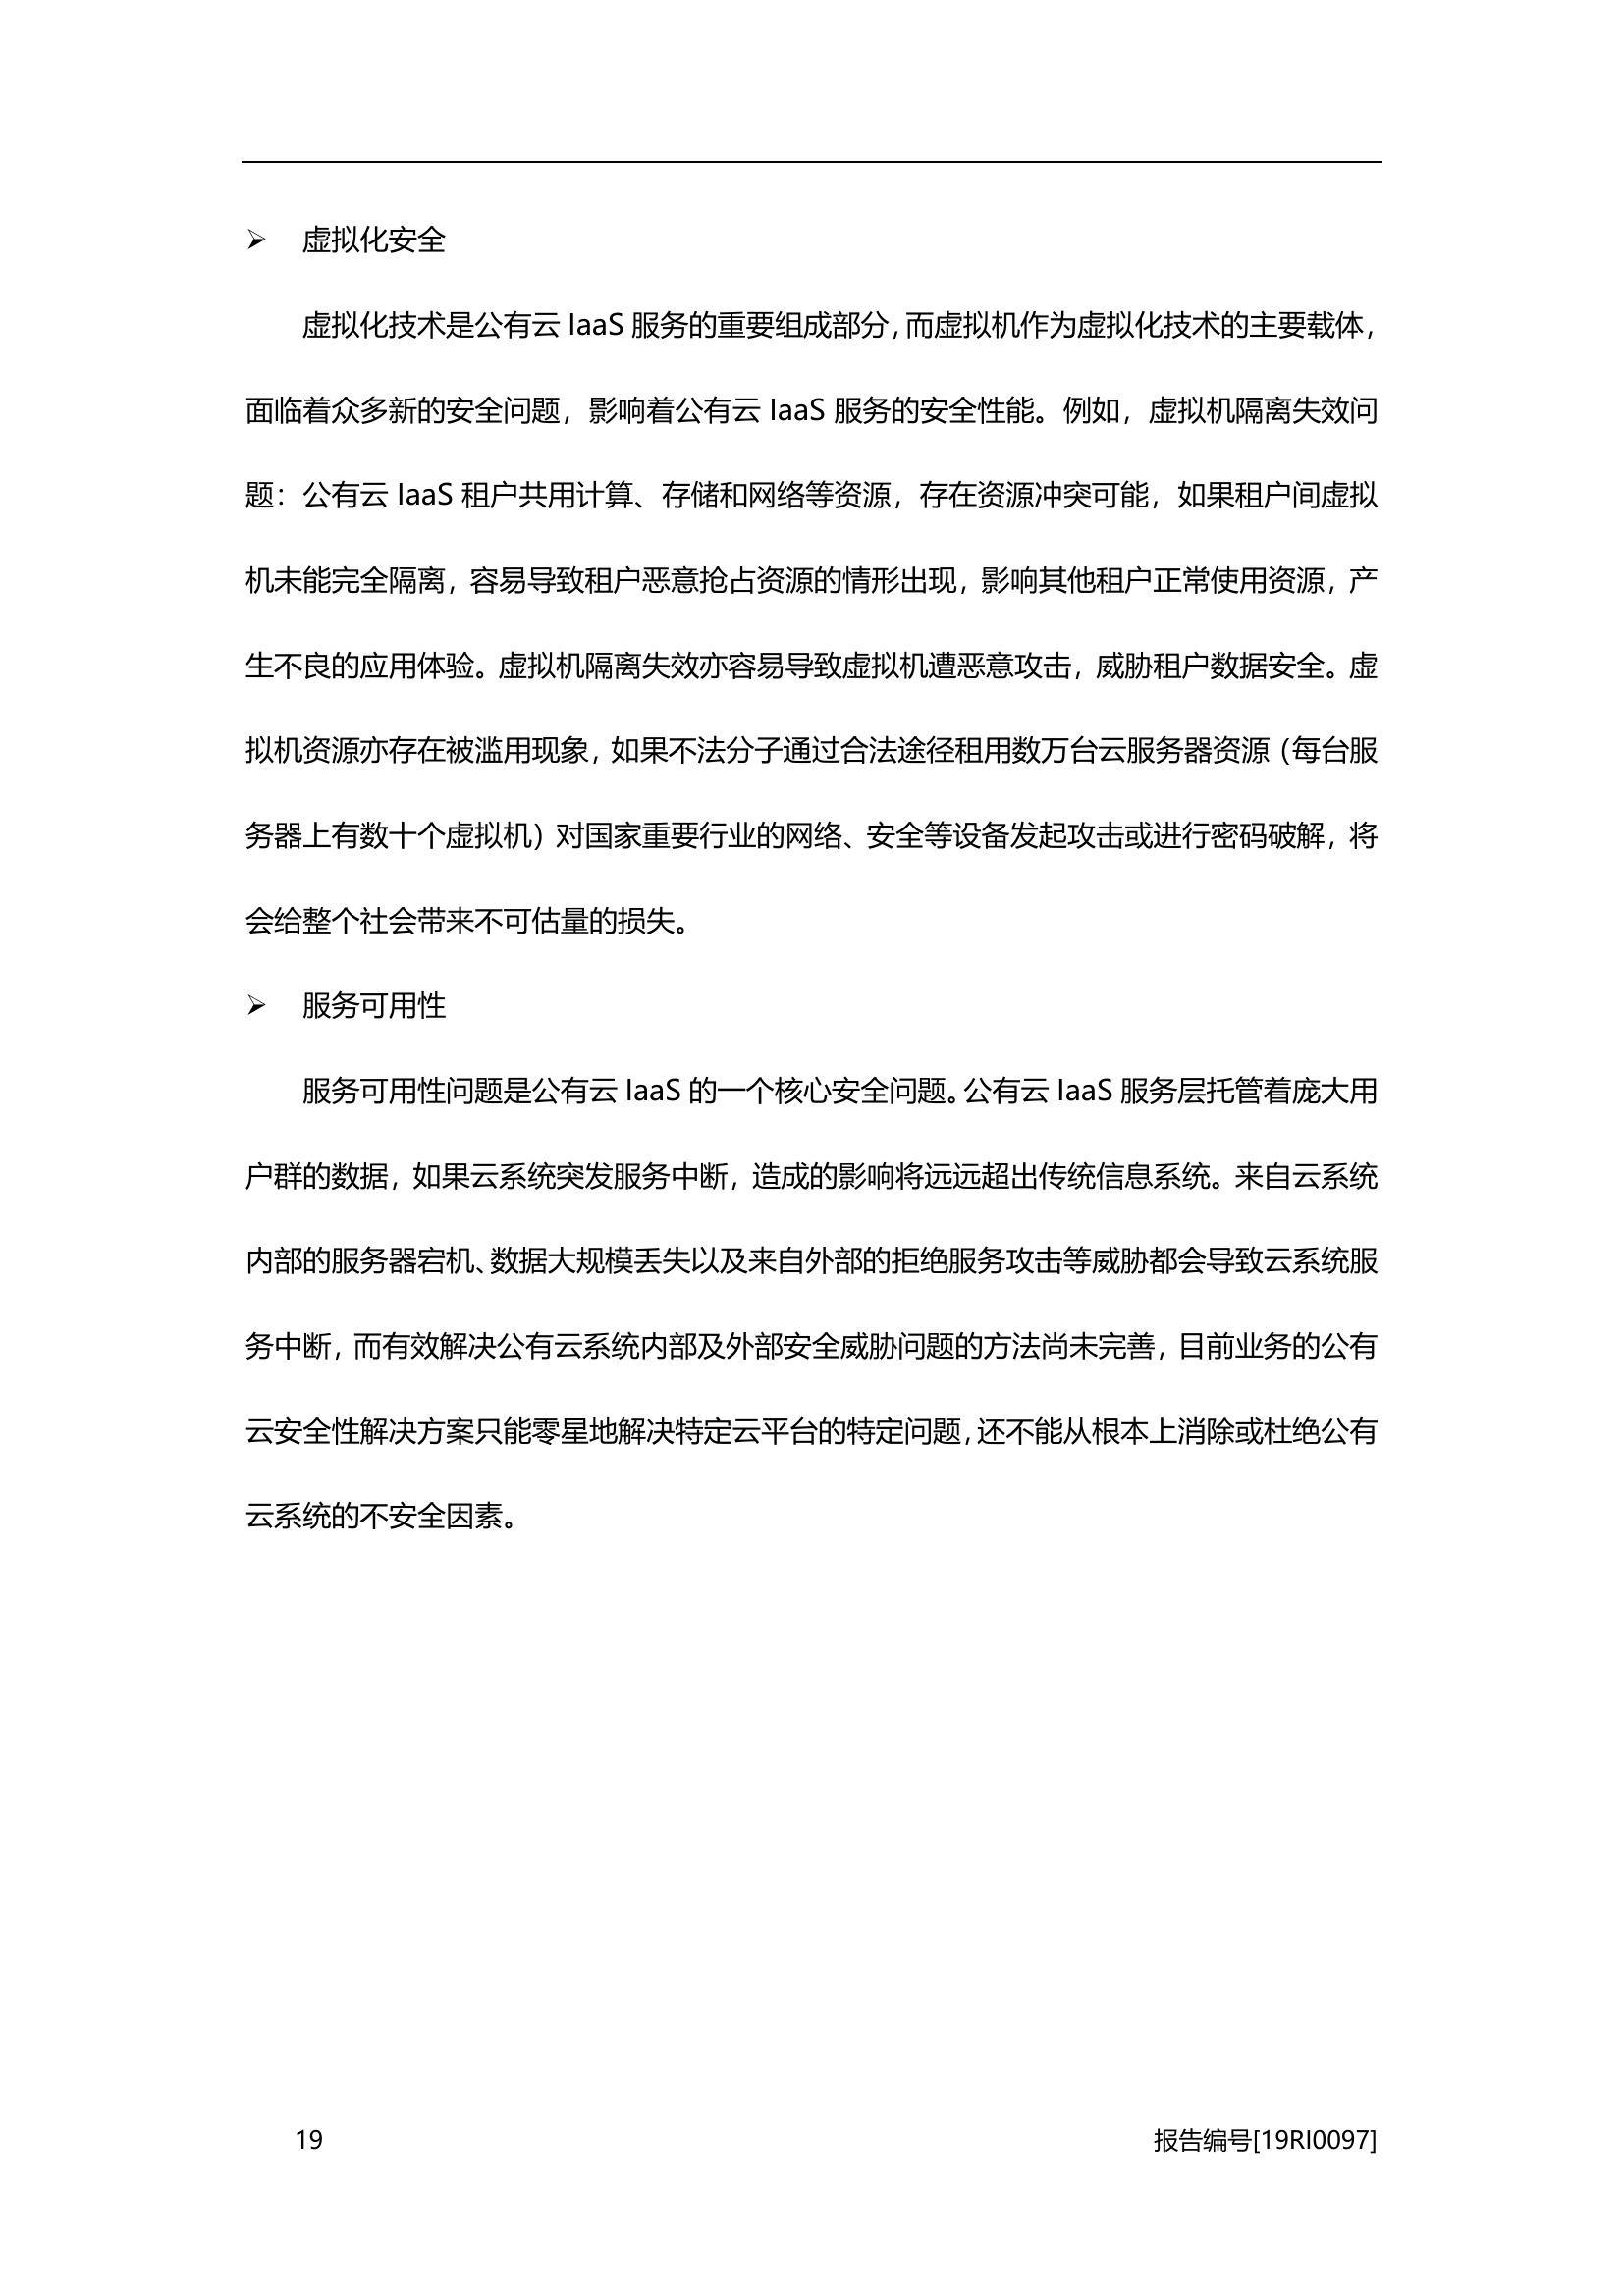 ➢ 虚拟化安全
虚拟化技术是公有云 IaaS 服务的重要组成部分，而虚拟机作为虚拟化技术的主要载体，
面临着众多新的安全问题，影响着公有云 IaaS 服务的安全性能。例如，虚拟机隔离失效问
题：公有云 IaaS 租户共用计算、存储和网络等资源，存在资源冲突可能，如果租户间虚拟
机未能完全隔离，容易导致租户恶意抢占资源的情形出现，影响其他租户正常使用资源，产
生不良的应用体验。虚拟机隔离失效亦容易导致虚拟机遭恶意攻击，威胁租户数据安全。虚
拟机资源亦存在被滥用现象，如果不法分子通过合法途径租用数万台云服务器资源（每台服
务器上有数十个虚拟机）对国家重要行业的网络、安全等设备发起攻击或进行密码破解，将
会给整个社会带来不可估量的损失。
➢ 服务可用性
服务可用性问题是公有云 IaaS 的一个核心安全问题。公有云 IaaS 服务层托管着庞大用
户群的数据，如果云系统突发服务中断，造成的影响将远远超出传统信息系统。来自云系统
内部的服务器宕机、数据大规模丢失以及来自外部的拒绝服务攻击等威胁都会导致云系统服
务中断，而有效解决公有云系统内部及外部安全威胁问题的方法尚未完善，目前业务的公有
云安全性解决方案只能零星地解决特定云平台的特定问题，还不能从根本上消除或杜绝公有
云系统的不安全因素。
19 报告编号[19RI0097]